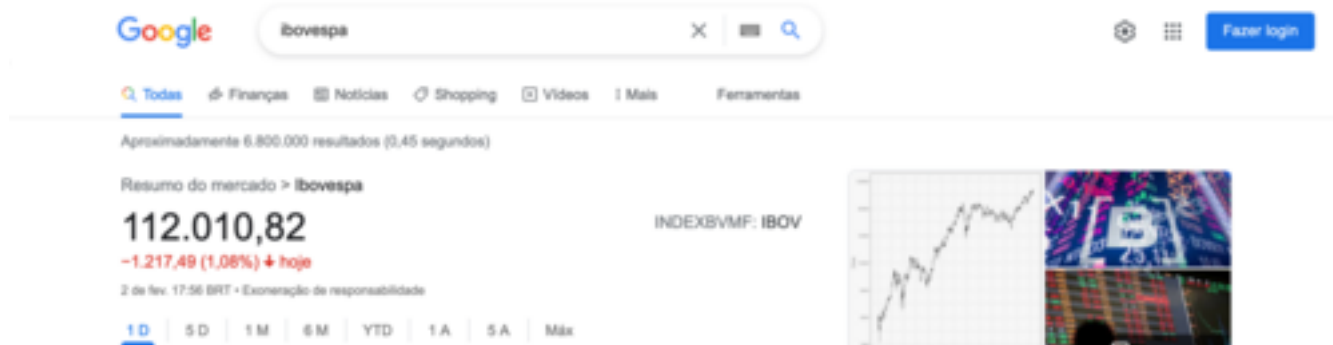 Google
ibovespa
Fazer login
Todas Finanças Notícias Shopping Vídeos Mais Ferramentas
Aproximadamente 6.800.000 resultados (0,45 segundos)
Resumo do mercado > Ibovespa
112.010,82
INDEXBVMF: IBOV
−1.217,49 (1,08%) ↓ hoje
2 de fev. 17:56 BRT • Exoneração de responsabilidade
1 D 5 D 1 M 6 M YTD 1 A 5 A Máx
[B]